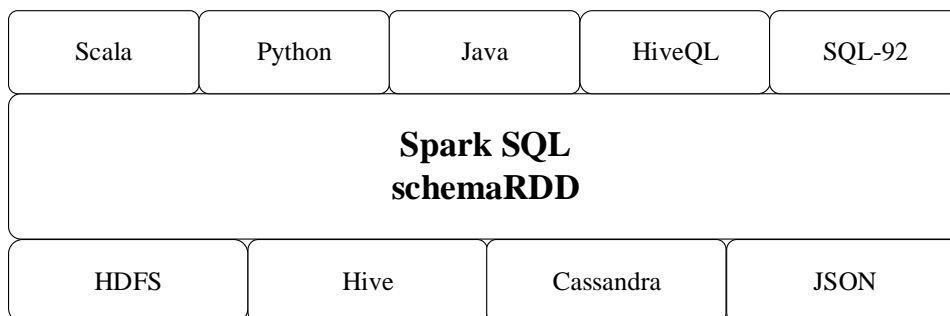 Scala Python Java HiveQL SQL-92
Spark SQL
schemaRDD
HDFS Hive Cassandra JSON